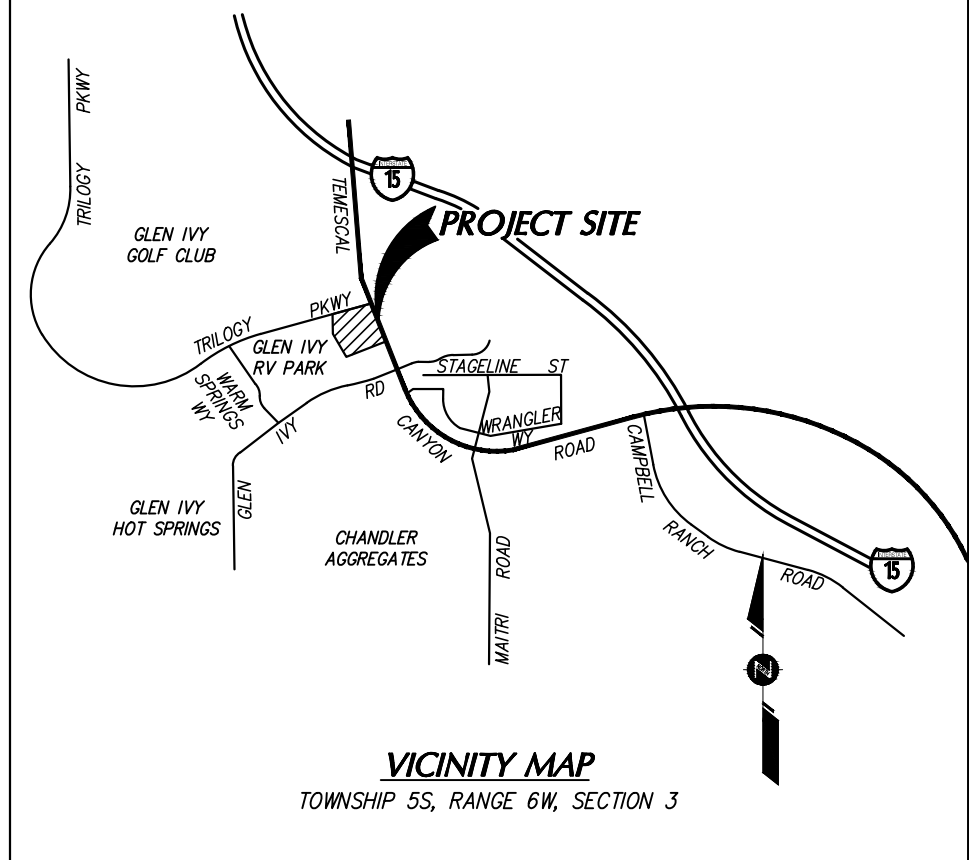 PKWY
TRILOGY
INTERSTATE
15
TEMESCAL
PROJECT SITE
GLEN IVY
GOLF CLUB
PKWY
TRILOGY
GLEN IVY
RV PARK
STAGELINE ST
WARM
SPRINGS
WY
RD
IVY
CANYON
WRANGLER
WY
ROAD
CAMPBELL
GLEN IVY
HOT SPRINGS
GLEN
CHANDLER
AGGREGATES
ROAD
RANCH
INTERSTATE
15
ROAD
MAITRI
N
VICINITY MAP
TOWNSHIP 5S, RANGE 6W, SECTION 3